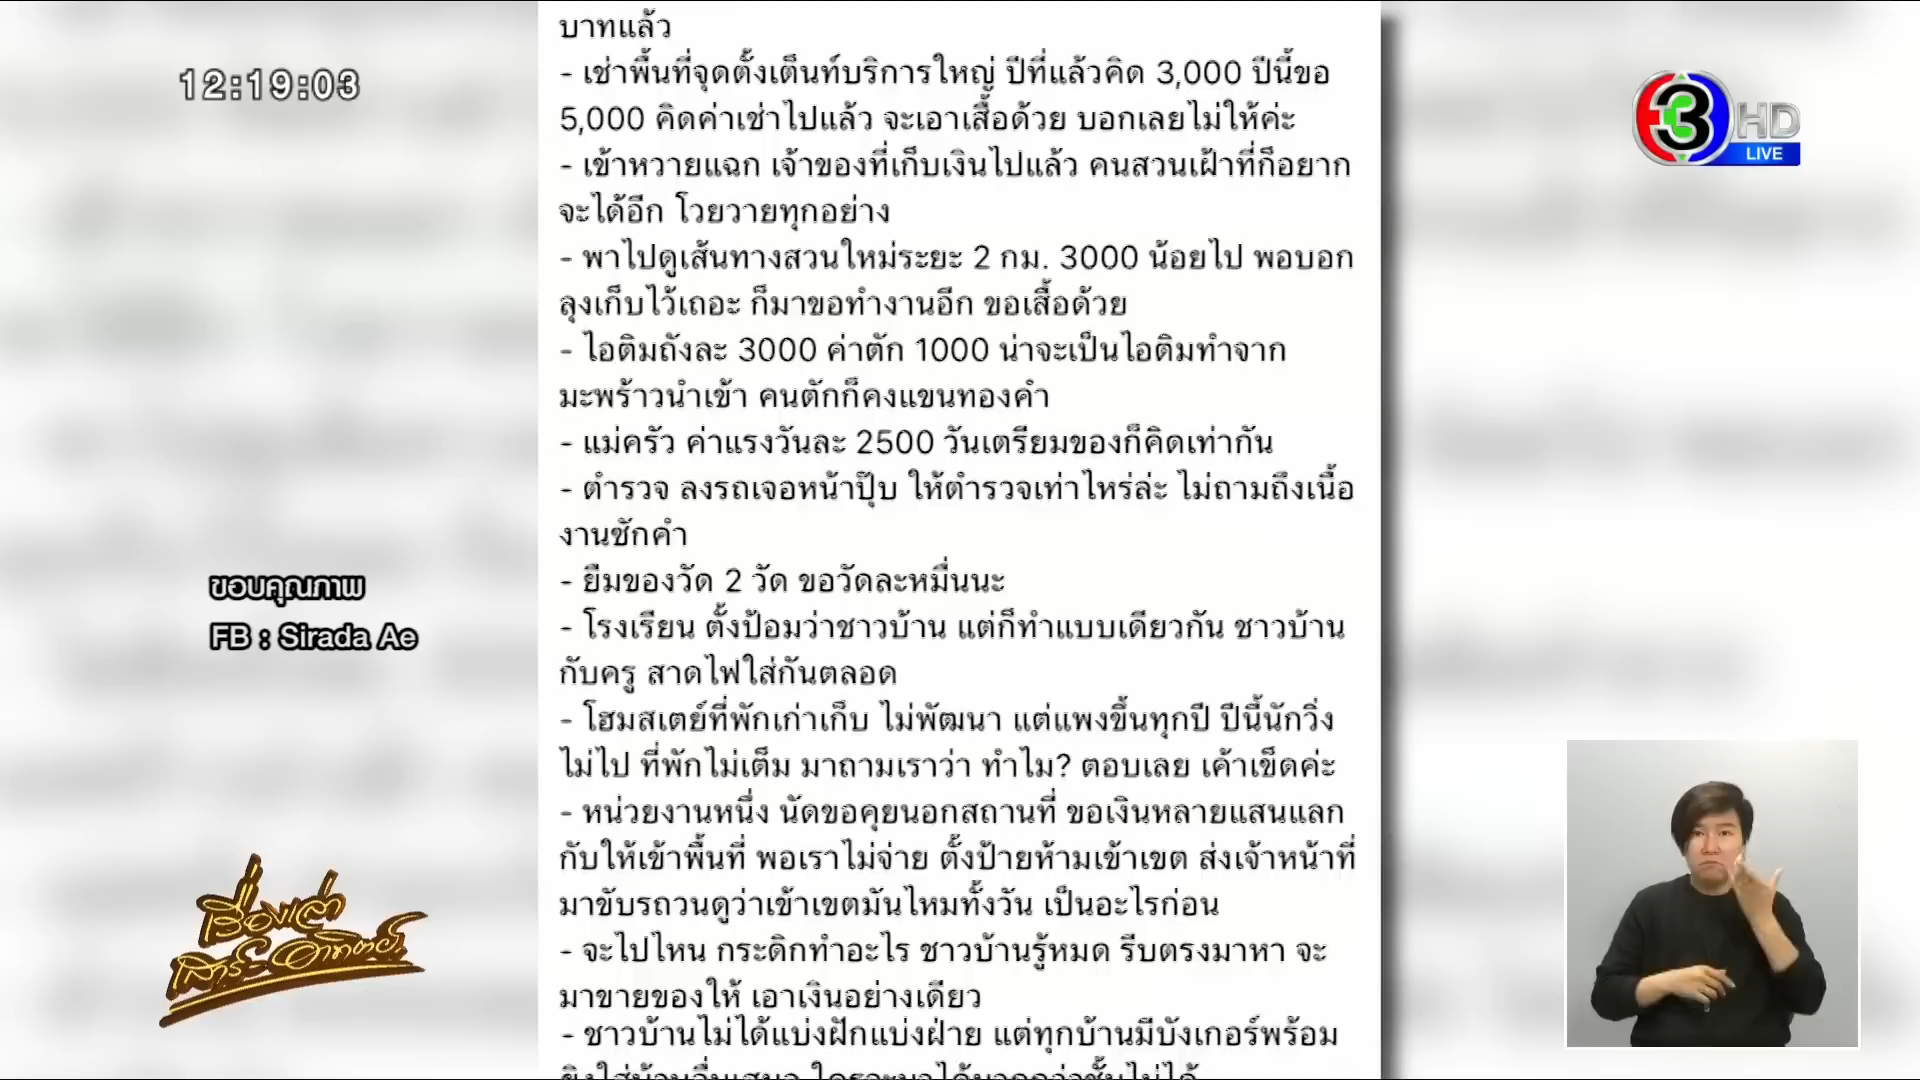 12:19:03
3 HD
LIVE
บาทแล้ว
- เช่าพื้นที่จุดตั้งเต็นท์บริการใหญ่ ปีที่แล้วคิด 3,000 ปีนี้ขอ
5,000 คิดค่าเช่าไปแล้ว จะเอาเสื้อด้วย บอกเลยไม่ให้ค่ะ
- เข้าหวายแฉก เจ้าของที่เก็บเงินไปแล้ว คนสวนเฝ้าที่ก็อยาก
จะได้อีก โวยวายทุกอย่าง
- พาไปดูเส้นทางสวนใหม่ระยะ 2 กม. 3000 น้อยไป พอบอก
ลุงเก็บไว้เถอะ ก็มาขอทำงานอีก ขอเสื้อด้วย
- ไอติมถังละ 3000 ค่าตัก 1000 น่าจะเป็นไอติมทำจาก
มะพร้าวนำเข้า คนตักก็คงแขนทองคำ
- แม่ครัว ค่าแรงวันละ 2500 วันเตรียมของก็คิดเท่ากัน
- ตำรวจ ลงรถเจอหน้าปุ๊บ ให้ตำรวจเท่าไหร่ล่ะ ไม่ถามถึงเนื้อ
งานซักคำ
- ยืมของวัด 2 วัด ขอวัดละหมื่นนะ
- โรงเรียน ตั้งป้อมว่าชาวบ้าน แต่ก็ทำแบบเดียวกัน ชาวบ้าน
กับครู สาดไฟใส่กันตลอด
- โฮมสเตย์ที่พักเก่าเก็บ ไม่พัฒนา แต่แพงขึ้นทุกปี ปีนี้นักวิ่ง
ไม่ไป ที่พักไม่เต็ม มาถามเราว่า ทำไม? ตอบเลย เค้าเข็ดค่ะ
- หน่วยงานหนึ่ง นัดขอคุยนอกสถานที่ ขอเงินหลายแสนแลก
กับให้เข้าพื้นที่ พอเราไม่จ่าย ตั้งป้ายห้ามเข้าเขต ส่งเจ้าหน้าที่
มาขับรถวนดูว่าเข้าเขตมันไหมทั้งวัน เป็นอะไรก่อน
- จะไปไหน กระดิกทำอะไร ชาวบ้านรู้หมด รีบตรงมาหา จะ
มาขายของให้ เอาเงินอย่างเดียว
- ชาวบ้านไม่ได้แบ่งฝักแบ่งฝ่าย แต่ทุกบ้านมีบังเกอร์พร้อม
ขอบคุณภาพ
FB : Sirada Ae
เรื่องเล่า
เสาร์-อาทิตย์